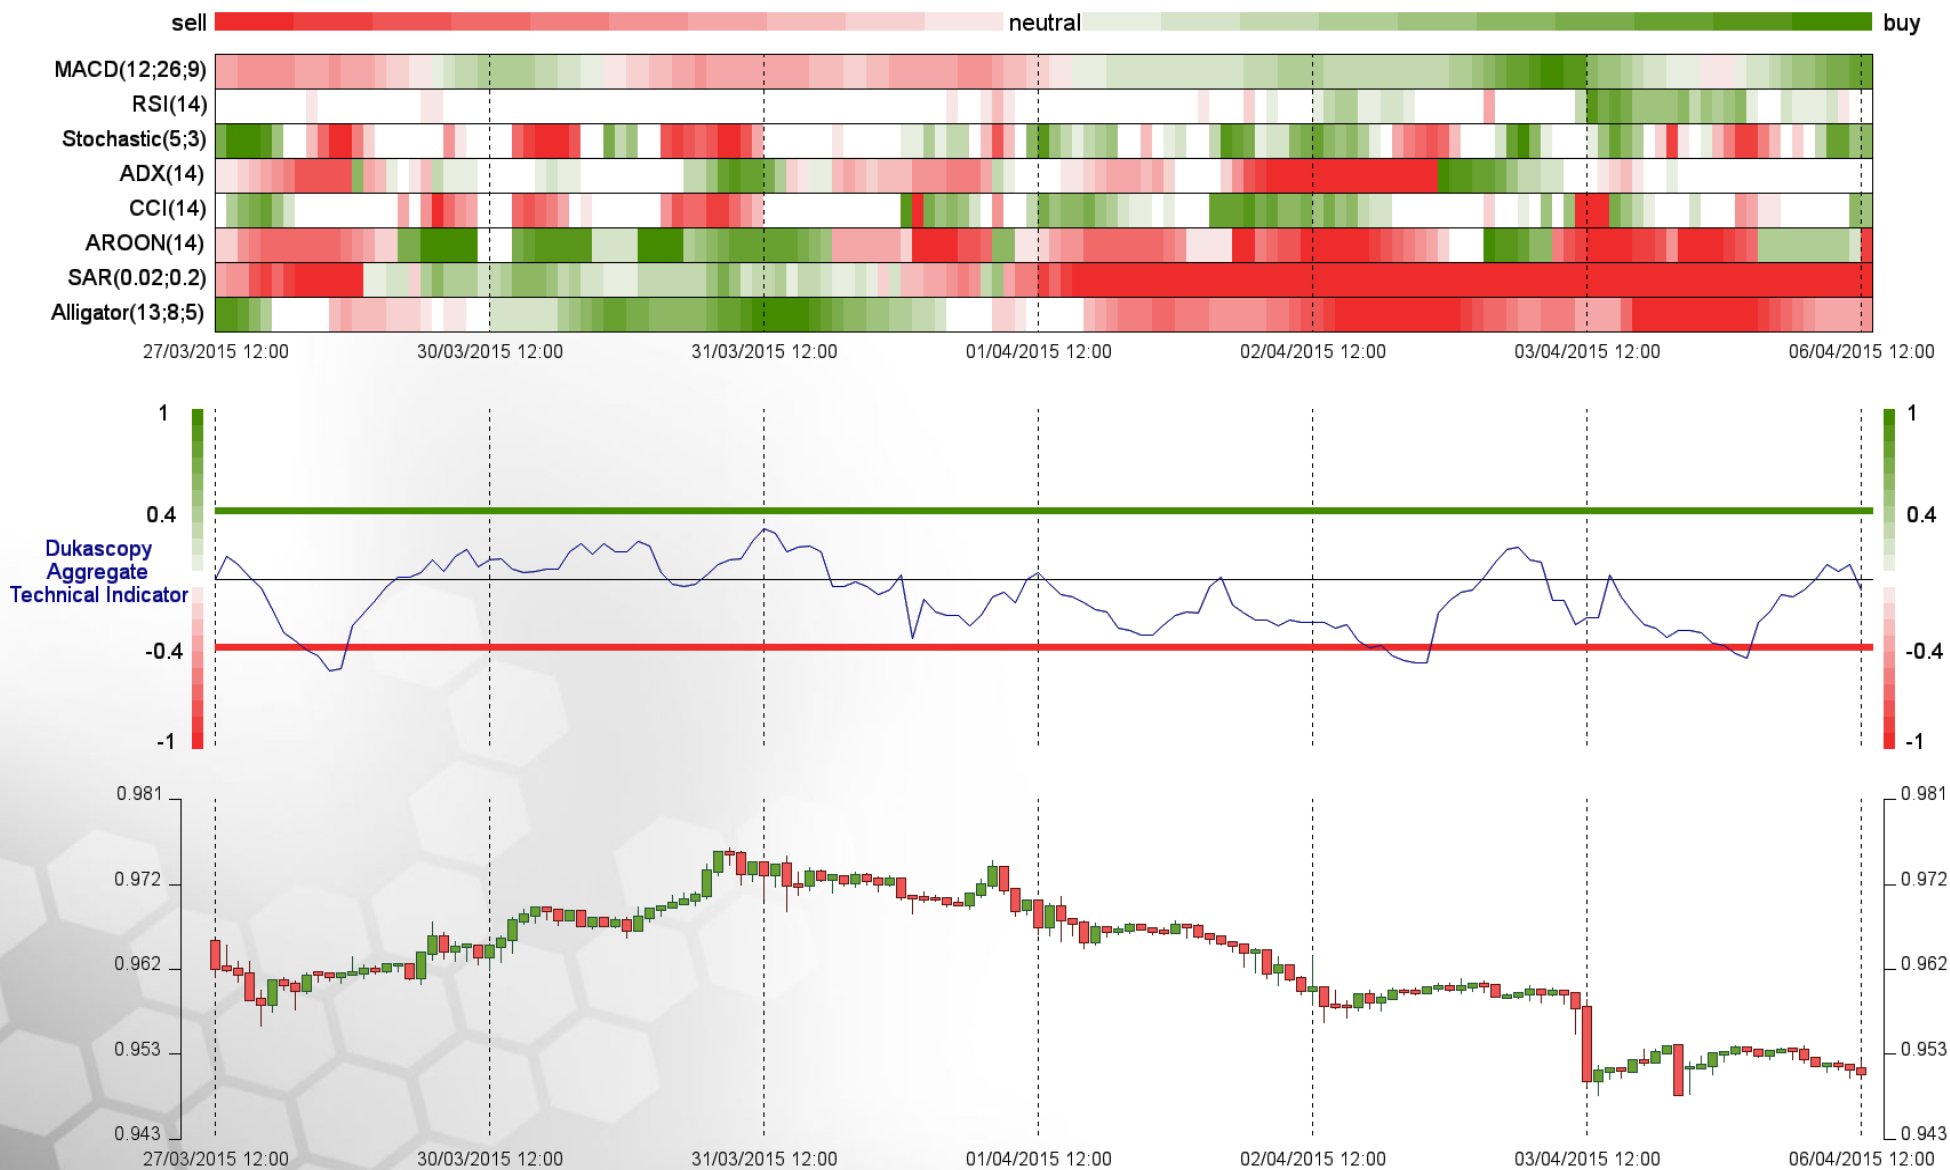 sell neutral buy
MACD(12;26;9)
RSI(14)
Stochastic(5;3)
ADX(14)
CCI(14)
AROON(14)
SAR(0.02;0.2)
Alligator(13;8;5)
27/03/2015 12:00 30/03/2015 12:00 31/03/2015 12:00 01/04/2015 12:00 02/04/2015 12:00 03/04/2015 12:00 06/04/2015 12:00
1 1
0.4 0.4
Dukascopy
Aggregate
Technical Indicator
-0.4 -0.4
-1 -1
0.981 0.981
0.972 0.972
0.962 0.962
0.953 0.953
0.943 0.943
27/03/2015 12:00 30/03/2015 12:00 31/03/2015 12:00 01/04/2015 12:00 02/04/2015 12:00 03/04/2015 12:00 06/04/2015 12:00